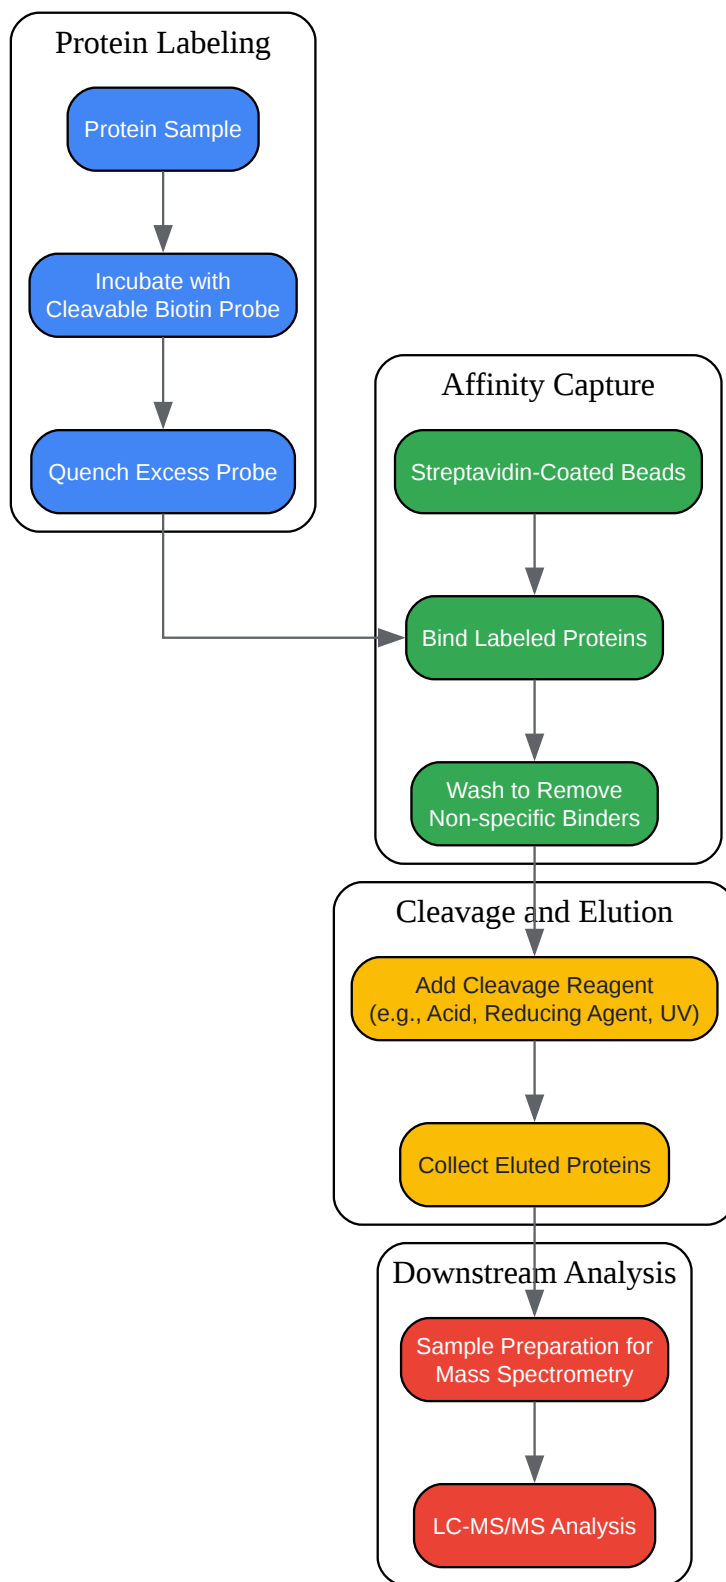 Protein Labeling
Protein Sample
Incubate with
Cleavable Biotin Probe
Quench Excess Probe
Affinity Capture
Streptavidin-Coated Beads
Bind Labeled Proteins
Wash to Remove
Non-specific Binders
Cleavage and Elution
Add Cleavage Reagent
(e.g., Acid, Reducing Agent, UV)
Collect Eluted Proteins
Downstream Analysis
Sample Preparation for
Mass Spectrometry
LC-MS/MS Analysis